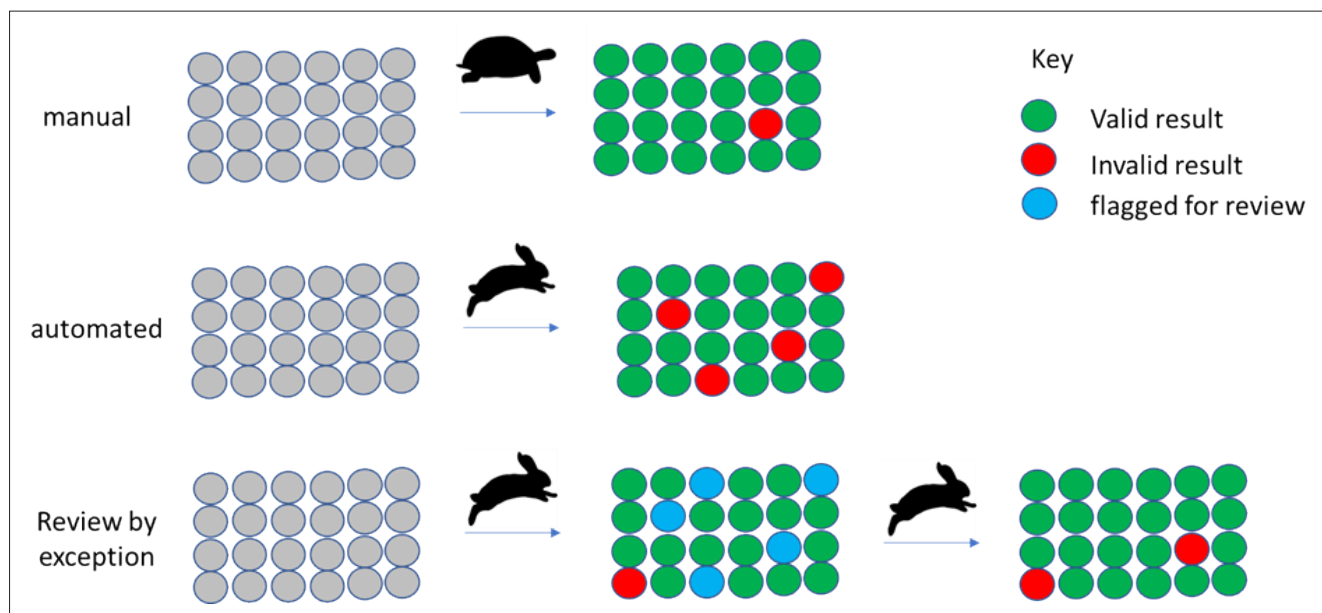 Key
manual
Valid result
Invalid result
flagged for review
automated
Review by
exception